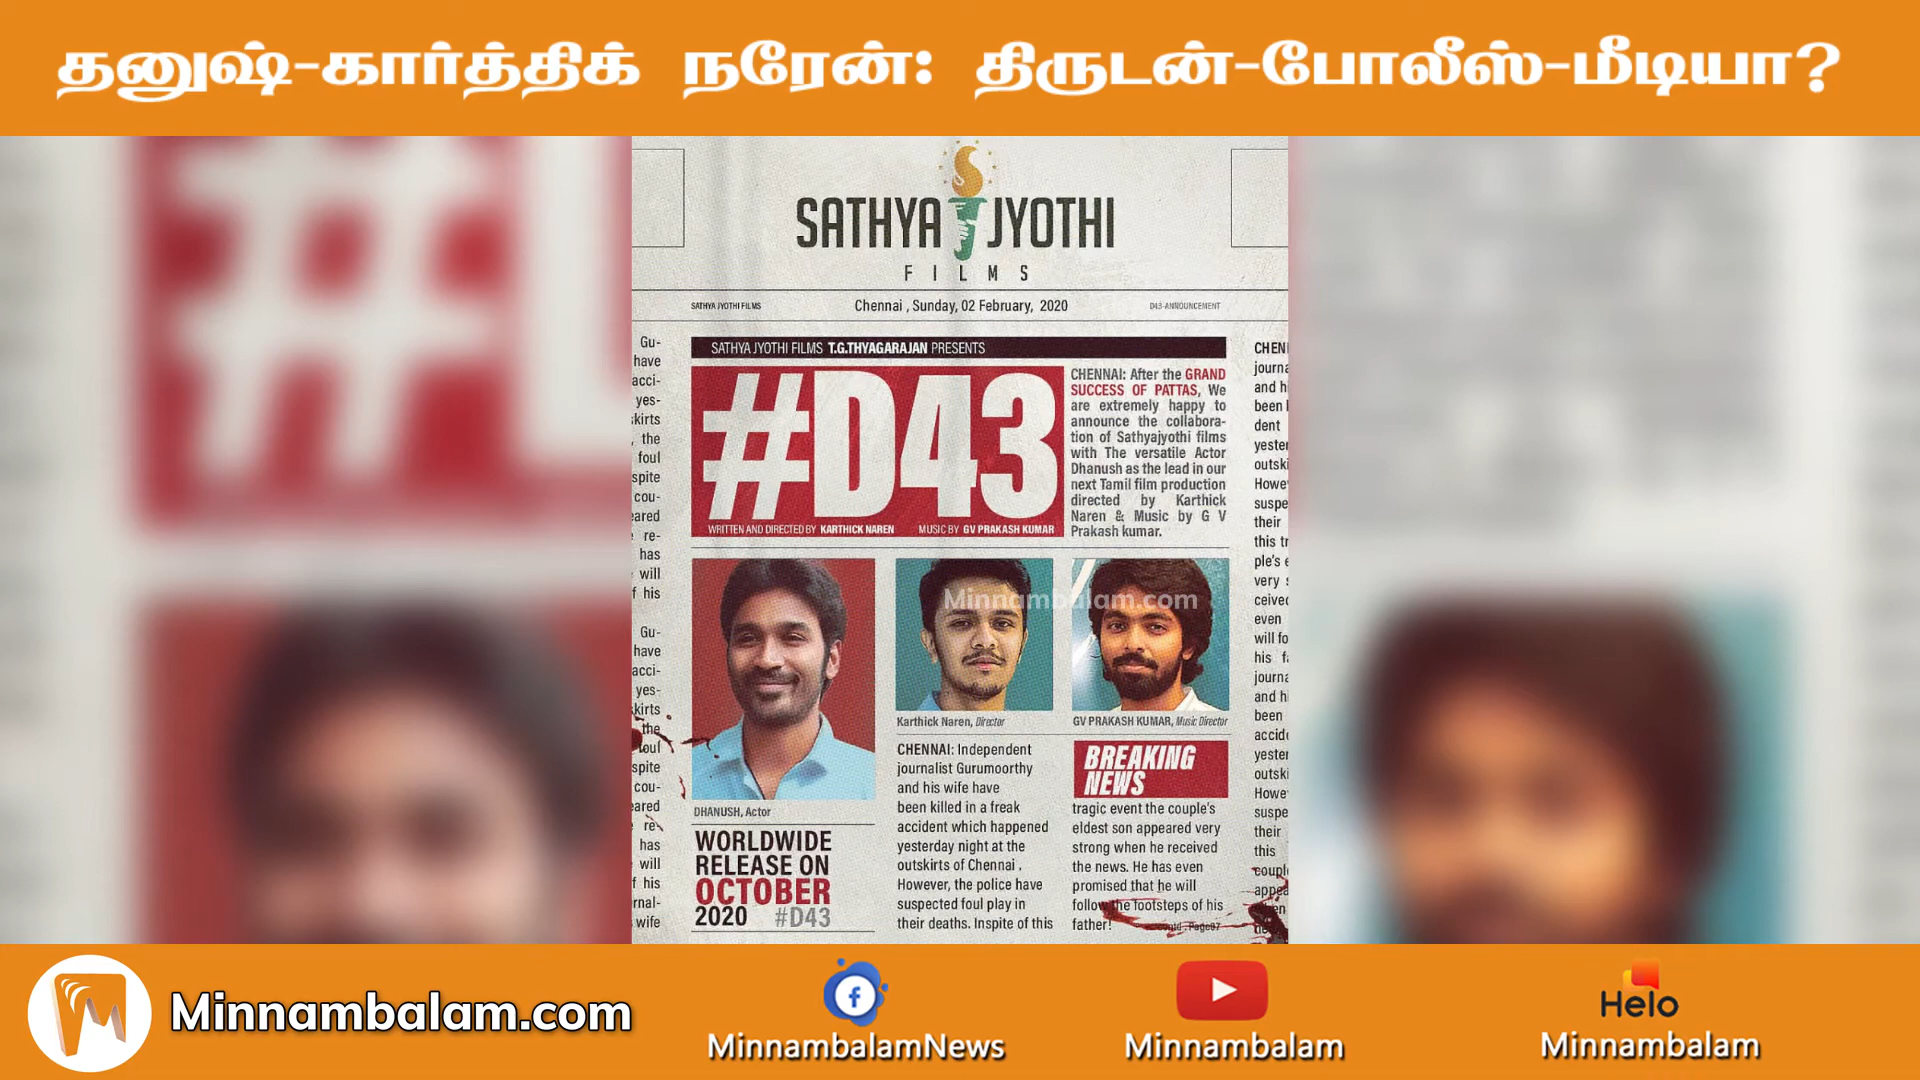 தனுஷ்-கார்த்திக் நரேன்: திருடன்-போலீஸ்-மீடியா?
SATHYA JYOTHI
FILMS
SATHYA JYOTHI FILMS
Chennai , Sunday, 02 February, 2020
D43-ANNOUNCEMENT
SATHYA JYOTHI FILMS T.G.THYAGARAJAN PRESENTS
#D43
WRITTEN AND DIRECTED BY KARTHICK NAREN
MUSIC BY GV PRAKASH KUMAR
CHENNAI: After the GRAND
SUCCESS OF PATTAS, We
are extremely happy to
announce the collabora-
tion of Sathyajyothi films
with The versatile Actor
Dhanush as the lead in our
next Tamil film production
directed by Karthick
Naren & Music by G V
Prakash kumar.
Minnambalam.com
DHANUSH, Actor
Karthick Naren, Director
GV PRAKASH KUMAR, Music Director
WORLDWIDE
RELEASE ON
OCTOBER
2020 #D43
CHENNAI: Independent
journalist Gurumoorthy
and his wife have
been killed in a freak
accident which happened
yesterday night at the
outskirts of Chennai .
However, the police have
suspected foul play in
their deaths. Inspite of this
BREAKING
NEWS
tragic event the couple's
eldest son appeared very
strong when he received
the news. He has even
promised that he will
follow the footsteps of his
father!
Minnambalam.com
MinnambalamNews
Minnambalam
Helo
Minnambalam